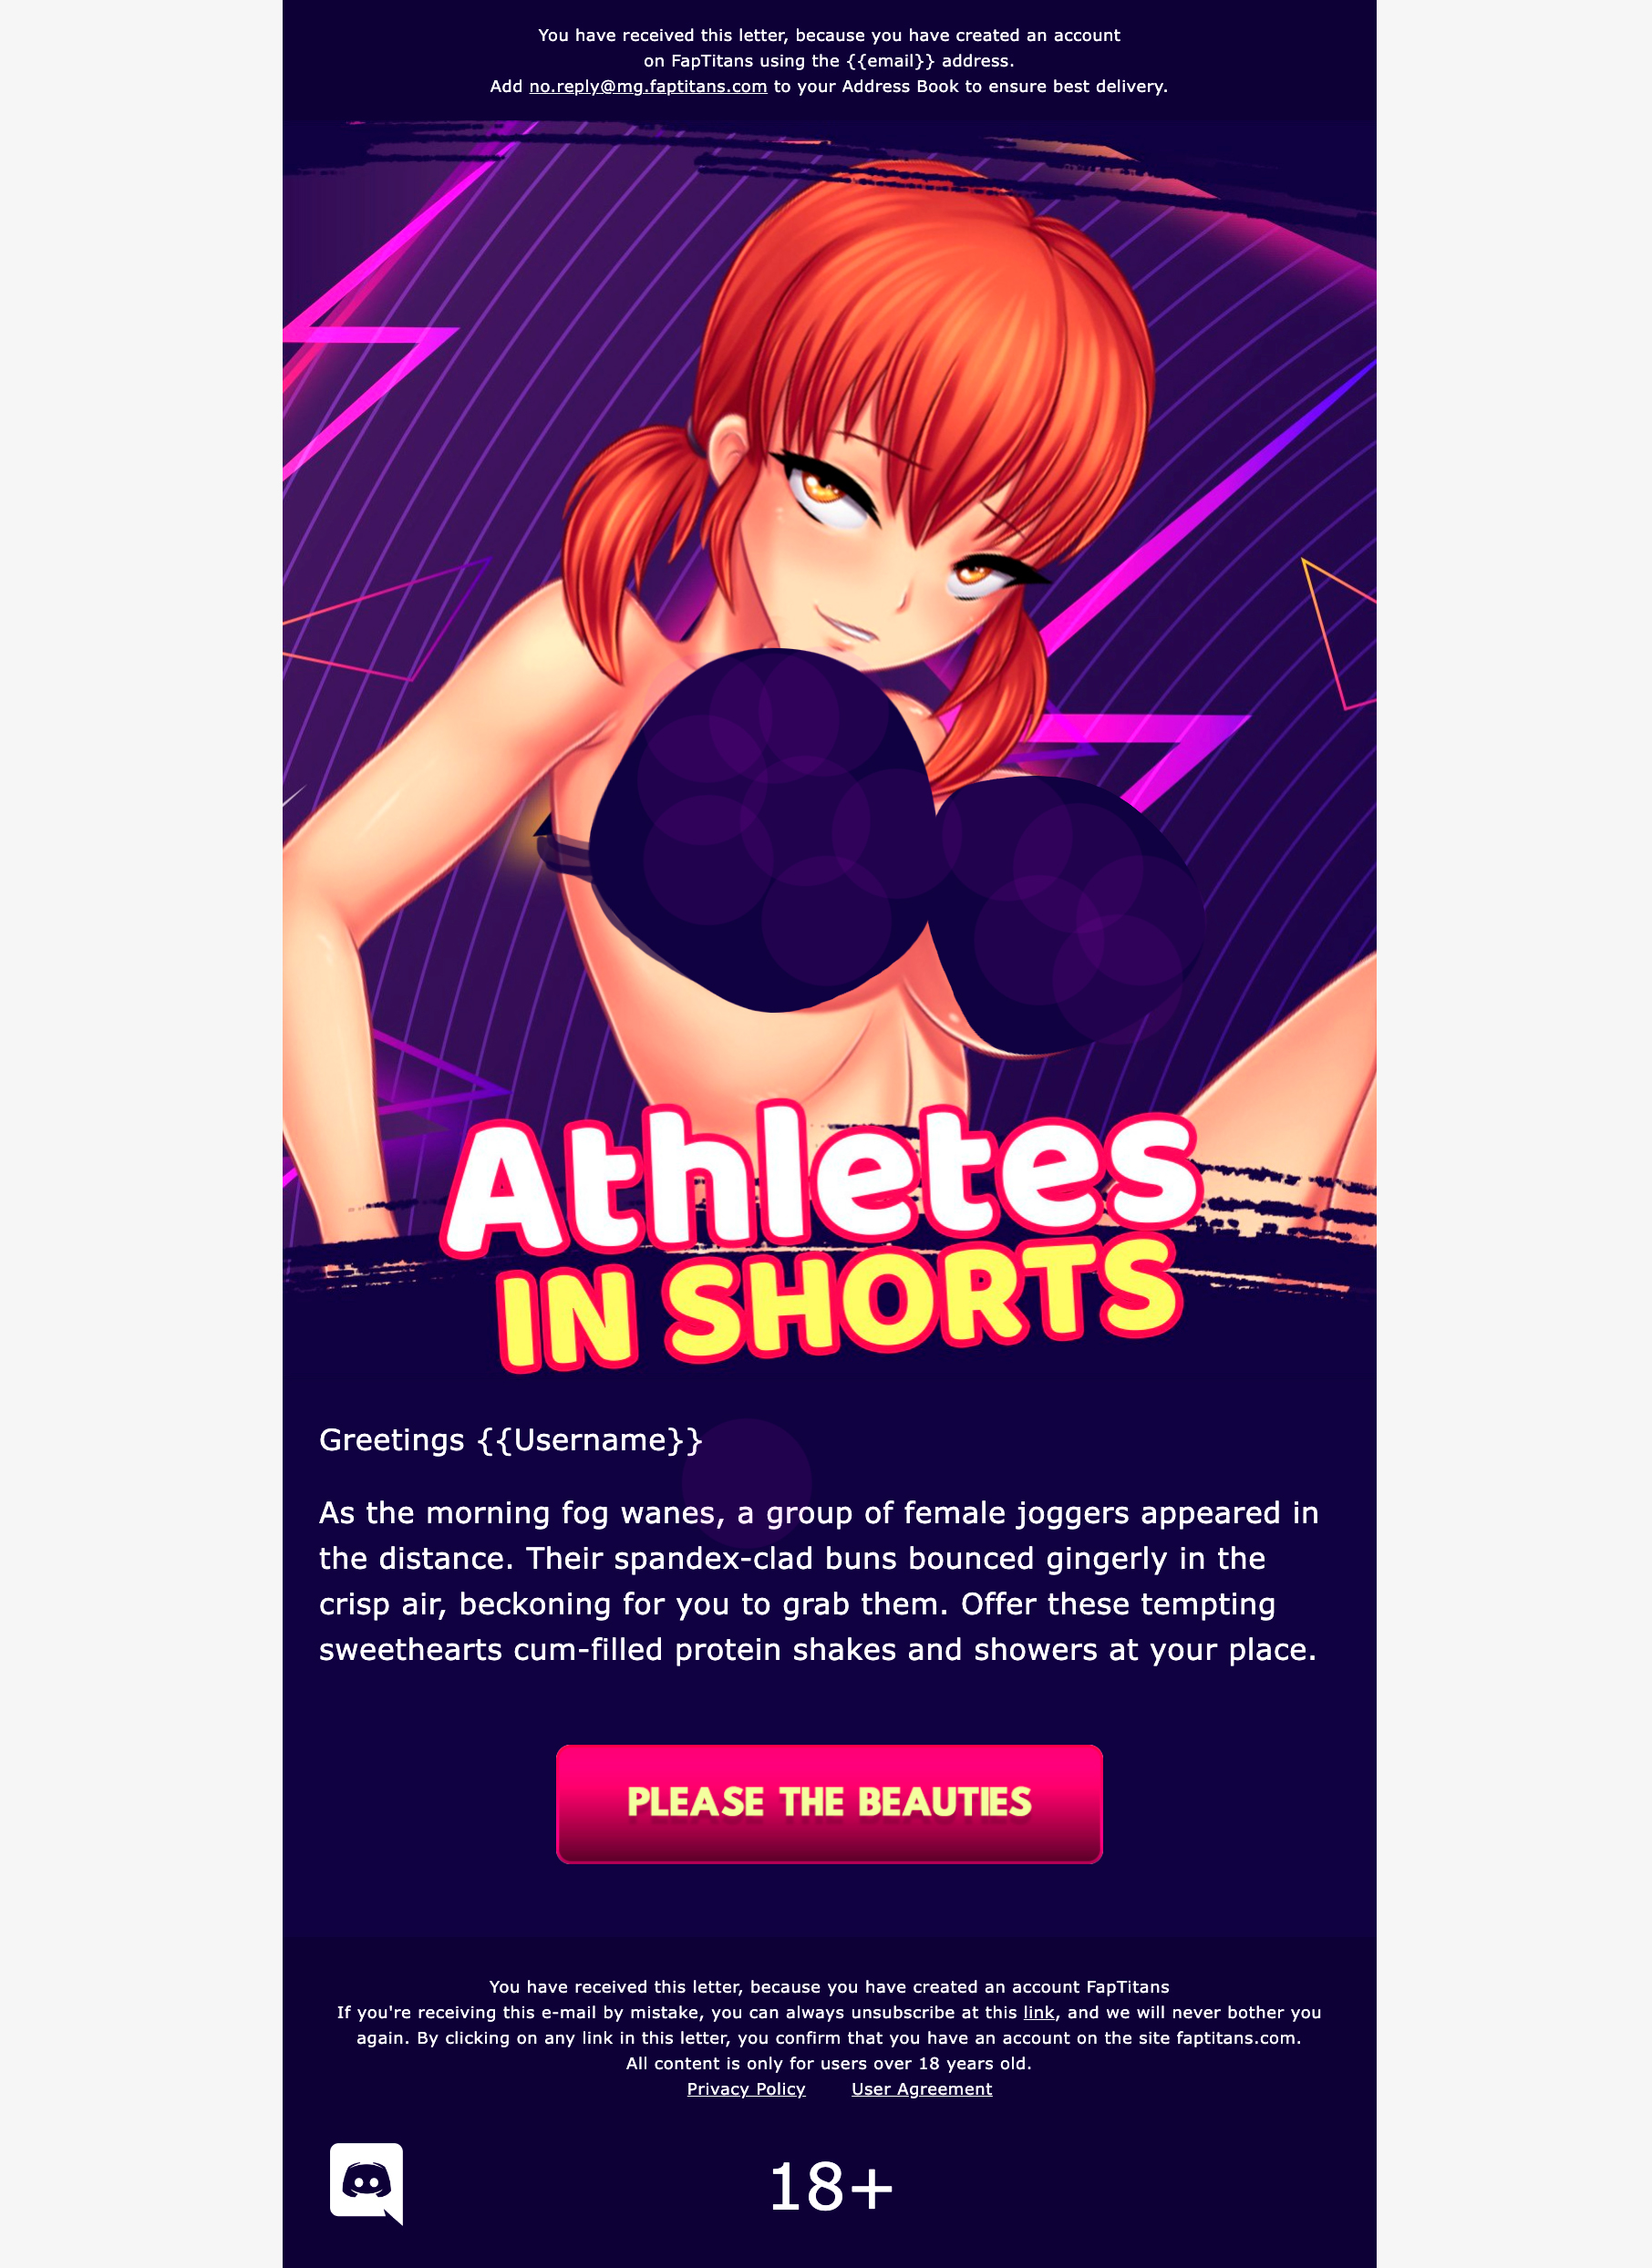 You have received this letter, because you have created an account
on FapTitans using the {{email}} address.
Add no.reply@mg.faptitans.com to your Address Book to ensure best delivery.
Athletes
IN SHORTS
Greetings {{Username}}
As the morning fog wanes, a group of female joggers appeared in
the distance. Their spandex-clad buns bounced gingerly in the
crisp air, beckoning for you to grab them. Offer these tempting
sweethearts cum-filled protein shakes and showers at your place.
PLEASE THE BEAUTIES
You have received this letter, because you have created an account FapTitans
If you're receiving this e-mail by mistake, you can always unsubscribe at this link, and we will never bother you
again. By clicking on any link in this letter, you confirm that you have an account on the site faptitans.com.
All content is only for users over 18 years old.
Privacy Policy User Agreement
18+